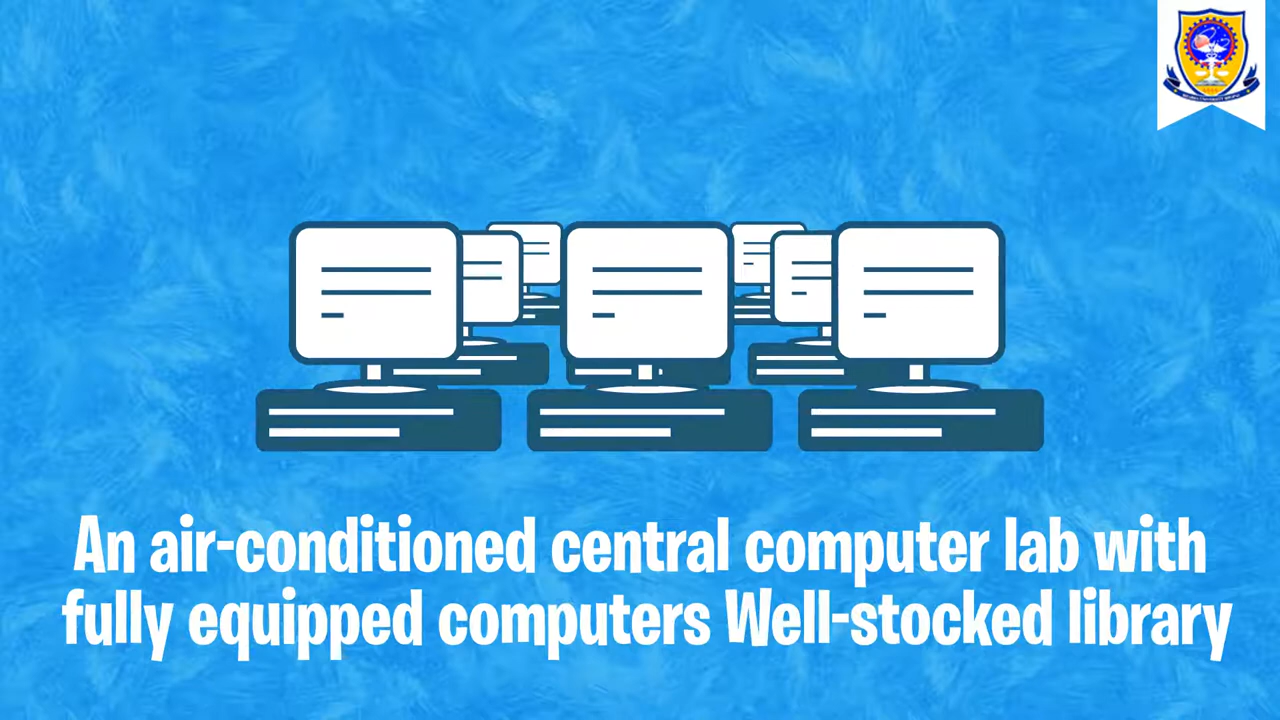 An air-conditioned central computer lab with
fully equipped computers Well-stocked library